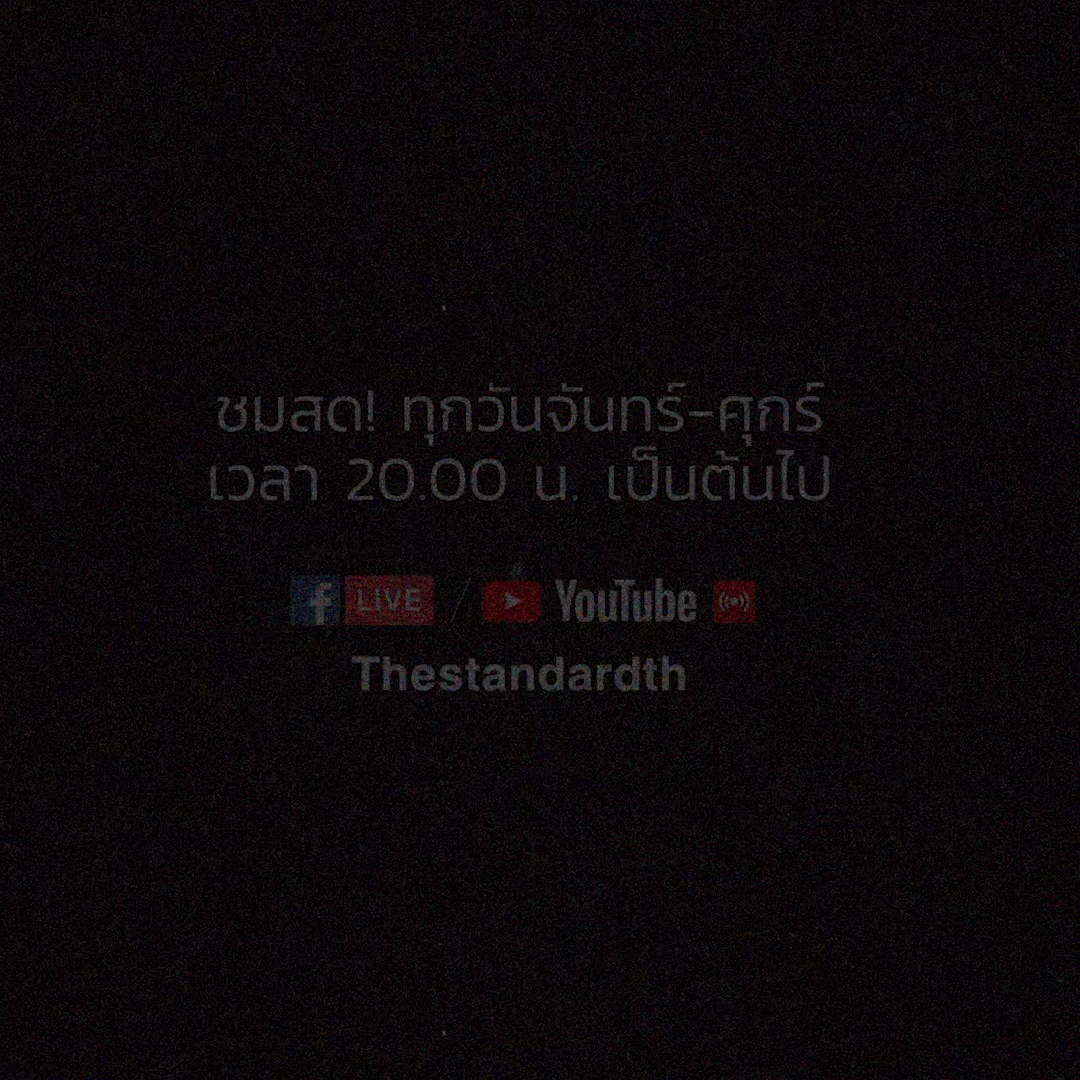 ชมสด! ทุกวันจันทร์-ศุกร์
เวลา 20.00 น. เป็นต้นไป
f LIVE / YouTube
Thestandardth